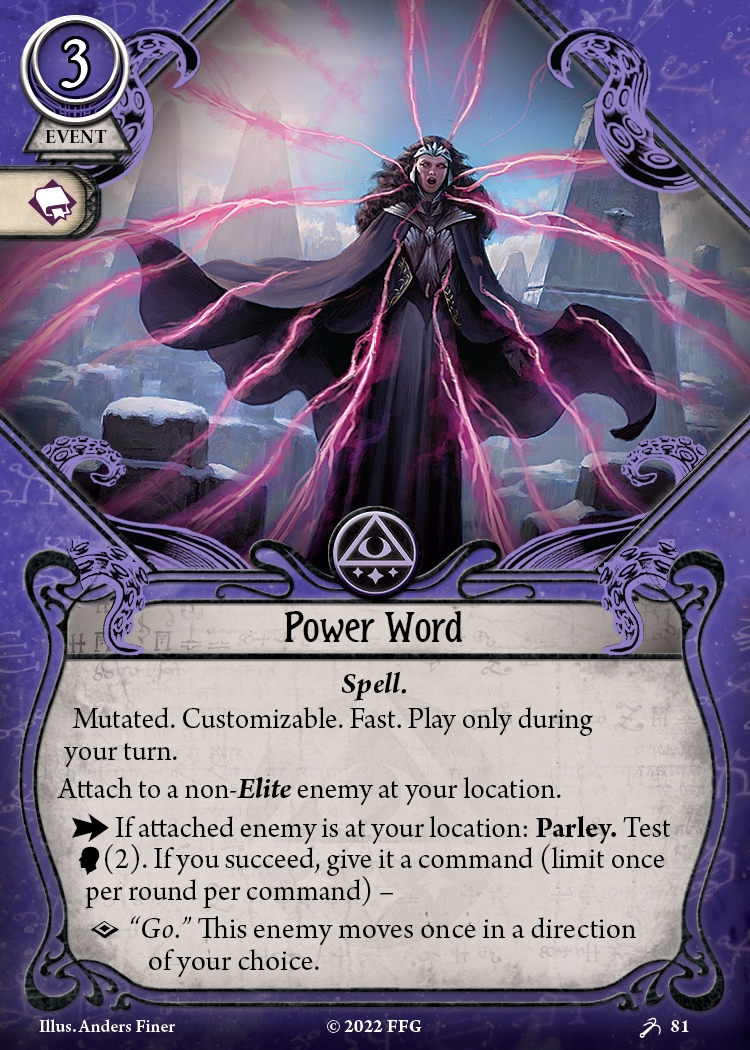 3
EVENT
Power Word
Spell.
Mutated. Customizable. Fast. Play only during
your turn.
Attach to a non-Elite enemy at your location.
If attached enemy is at your location: Parley. Test
(2). If you succeed, give it a command (limit once
per round per command) –
“Go.” This enemy moves once in a direction
of your choice.
Illus. Anders Finer
© 2022 FFG
81